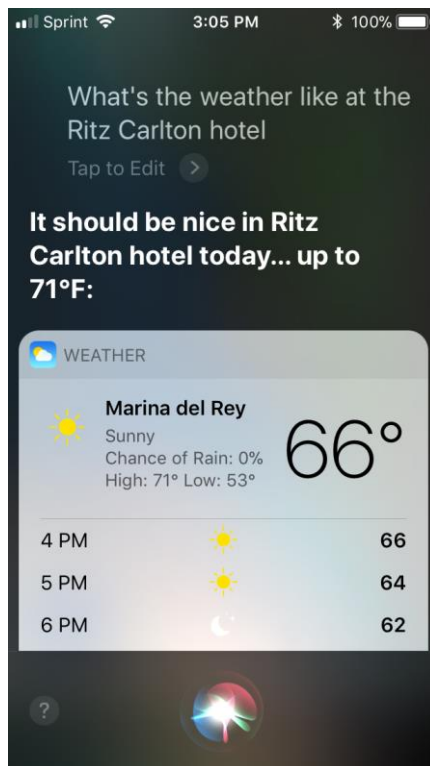 Sprint 3:05 PM 100%
What's the weather like at the
Ritz Carlton hotel
Tap to Edit >
It should be nice in Ritz
Carlton hotel today... up to
71°F:
WEATHER
Marina del Rey
Sunny
Chance of Rain: 0%
High: 71° Low: 53°
66°
4 PM 66
5 PM 64
6 PM 62
?